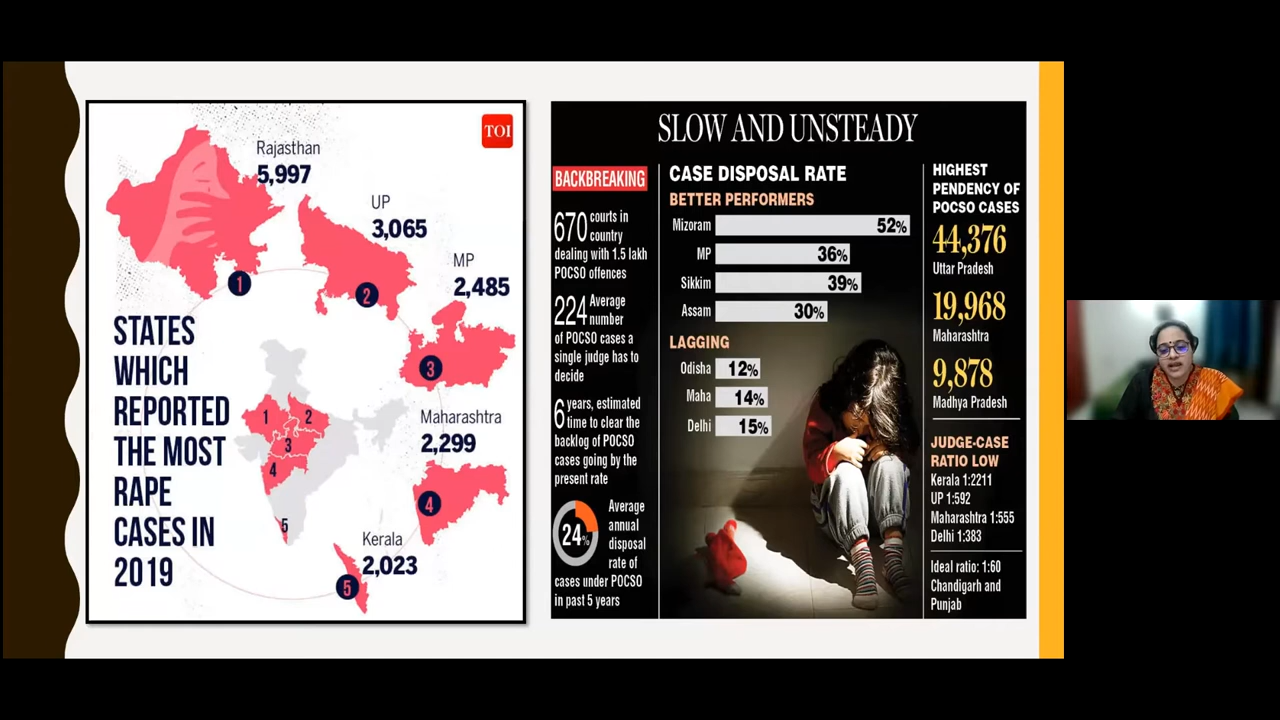 TOI
Rajasthan
5,997
UP
3,065
MP
2,485
Maharashtra
2,299
Kerala
2,023
1
2
3
4
5
1
2
3
4
5
STATES
WHICH
REPORTED
THE MOST
RAPE
CASES IN
2019
SLOW AND UNSTEADY
BACKBREAKING
670 courts in
country
dealing with 1.5 lakh
POCSO offences
224 Average
number
of POCSO cases a
single judge has to
decide
6 years, estimated
time to clear the
backlog of POCSO
cases going by the
present rate
24% Average
annual
disposal
rate of
cases under POCSO
in past 5 years
CASE DISPOSAL RATE
BETTER PERFORMERS
Mizoram 52%
MP 36%
Sikkim 39%
Assam 30%
LAGGING
Odisha 12%
Maha 14%
Delhi 15%
HIGHEST
PENDENCY OF
POCSO CASES
44,376
Uttar Pradesh
19,968
Maharashtra
9,878
Madhya Pradesh
JUDGE-CASE
RATIO LOW
Kerala 1:2211
UP 1:592
Maharashtra 1:555
Delhi 1:383
Ideal ratio: 1:60
Chandigarh and
Punjab